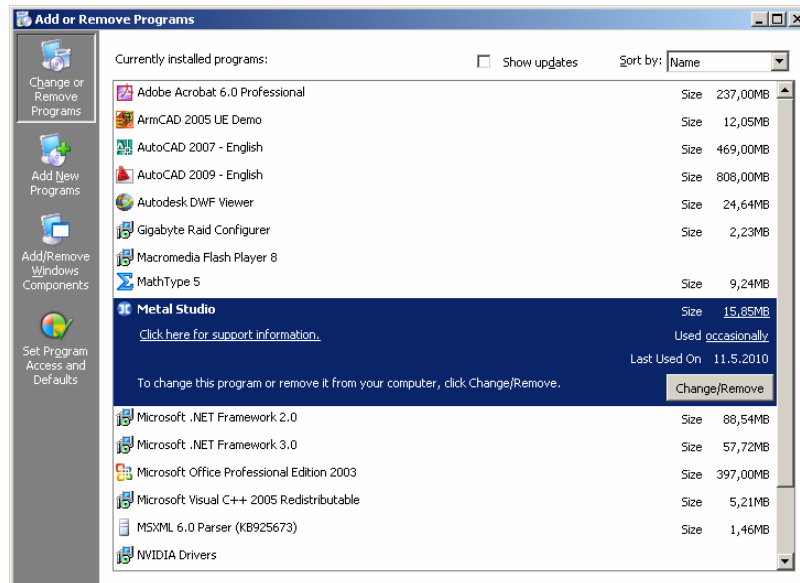 Add or Remove Programs
Change or
Remove
Programs
Add New
Programs
Add/Remove
Windows
Components
Set Program
Access and
Defaults
Currently installed programs:
Show updates
Sort by: Name
Adobe Acrobat 6.0 Professional Size 237,00MB
ArmCAD 2005 UE Demo Size 12,05MB
AutoCAD 2007 - English Size 469,00MB
AutoCAD 2009 - English Size 808,00MB
Autodesk DWF Viewer Size 24,64MB
Gigabyte Raid Configurer Size 2,23MB
Macromedia Flash Player 8
MathType 5 Size 9,24MB
Metal Studio Size 15,85MB
Click here for support information. Used occasionally
Last Used On 11.5.2010
To change this program or remove it from your computer, click Change/Remove. Change/Remove
Microsoft .NET Framework 2.0 Size 88,54MB
Microsoft .NET Framework 3.0 Size 57,72MB
Microsoft Office Professional Edition 2003 Size 397,00MB
Microsoft Visual C++ 2005 Redistributable Size 5,21MB
MSXML 6.0 Parser (KB925673) Size 1,46MB
NVIDIA Drivers